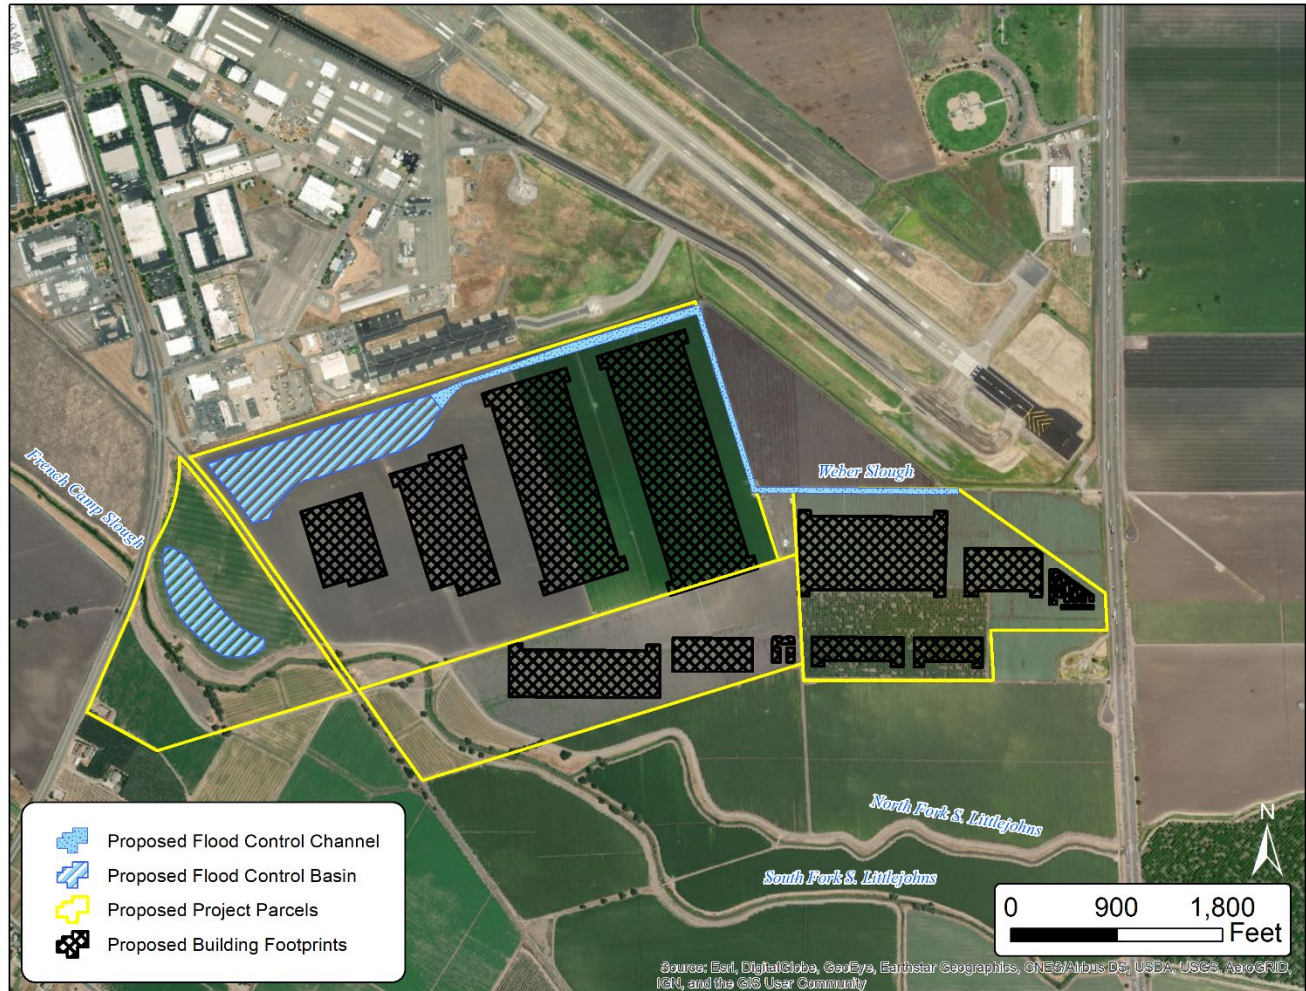 Weber Slough
French Camp Slough
North Fork S. Littlejohns
South Fork S. Littlejohns
Proposed Flood Control Channel
Proposed Flood Control Basin
Proposed Project Parcels
Proposed Building Footprints
N
0 900 1,800
Feet
Source: Esri, DigitalGlobe, GeoEye, Earthstar Geographics, CNES/Airbus DS, USDA, USGS, AeroGRID,
IGN, and the GIS User Community